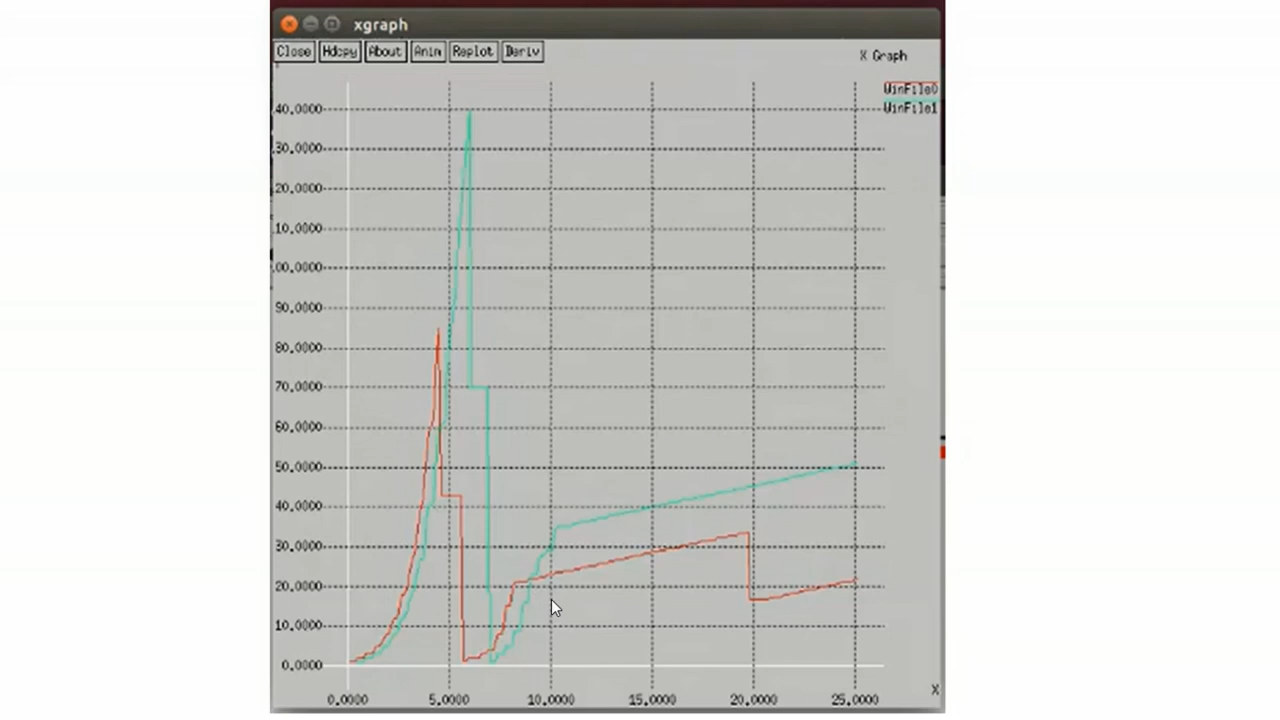 xgraph
Close Hdcpy About Anim Replot Deriv
X Graph
WinFile0
WinFile1
40.0000
30.0000
20.0000
10.0000
00.0000
90.0000
80.0000
70.0000
60.0000
50.0000
40.0000
30.0000
20.0000
10.0000
0.0000
X
0.0000 5.0000 10.0000 15.0000 20.0000 25.0000